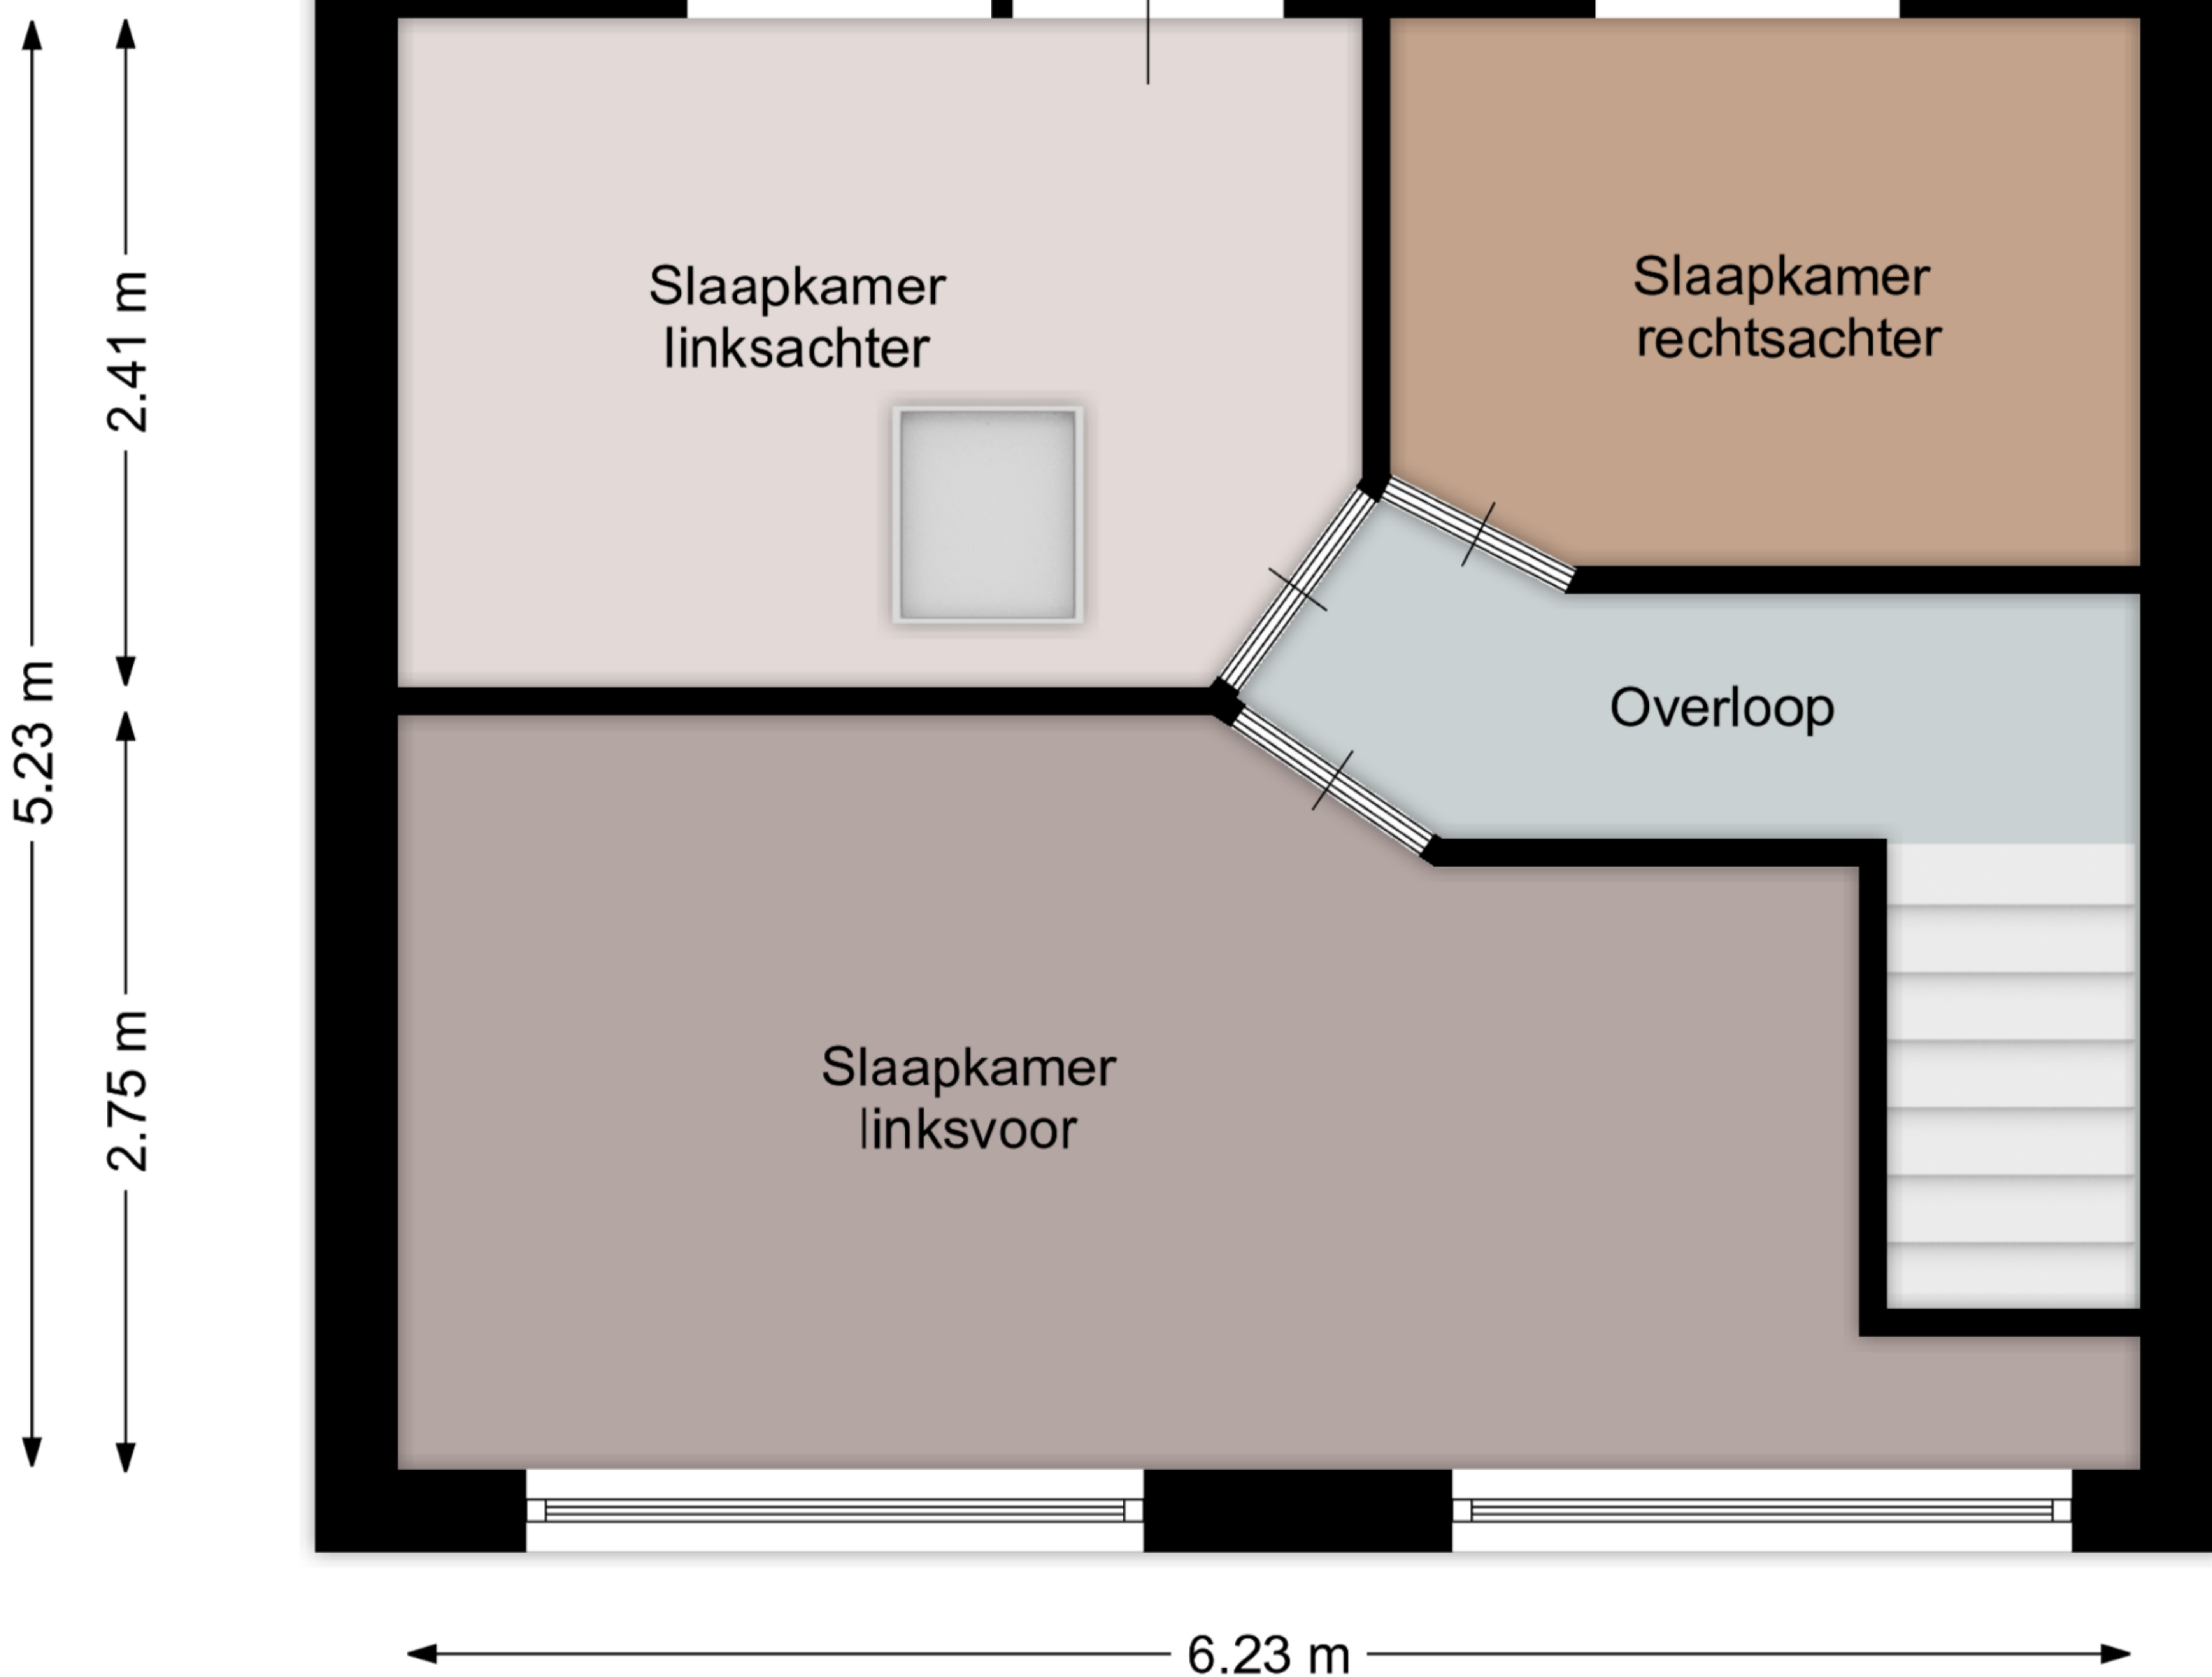 Slaapkamer
linksachter
Slaapkamer
rechtsachter
2.41 m
5.23 m
Overloop
2.75 m
Slaapkamer
linksvoor
6.23 m